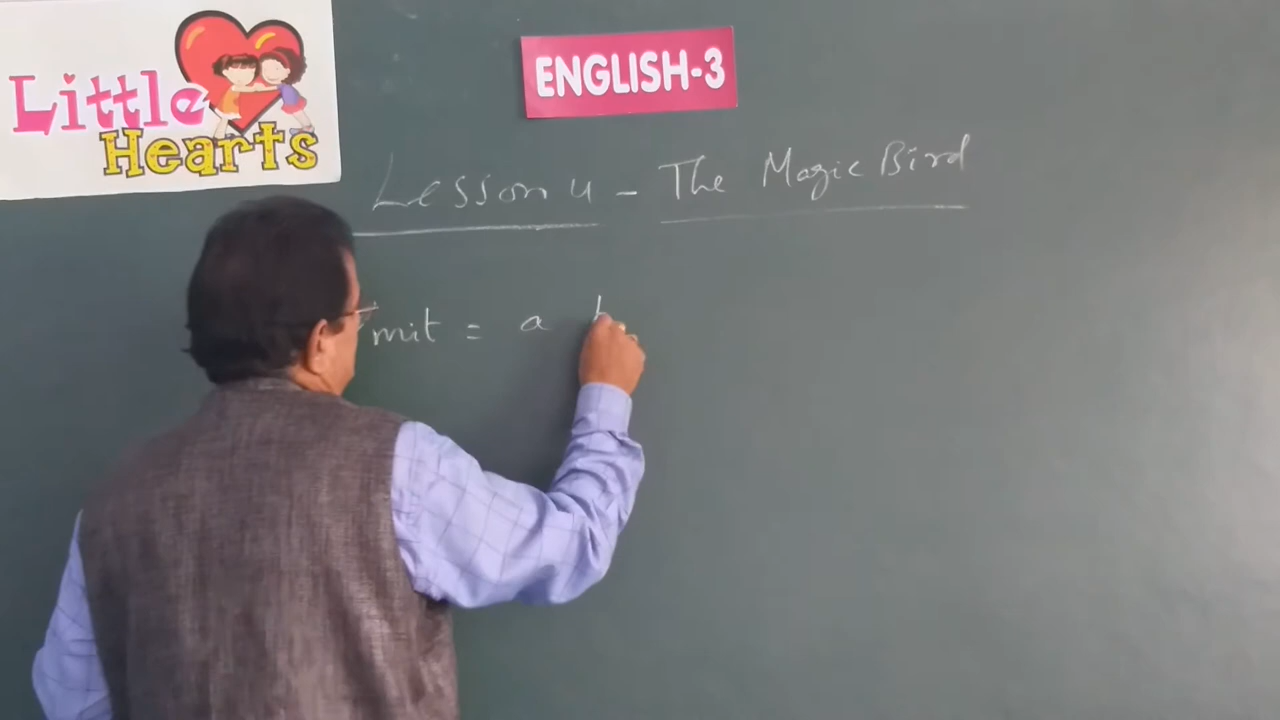 Little
Hearts
ENGLISH-3
Lesson 4 - The Magic Bird
mit = a